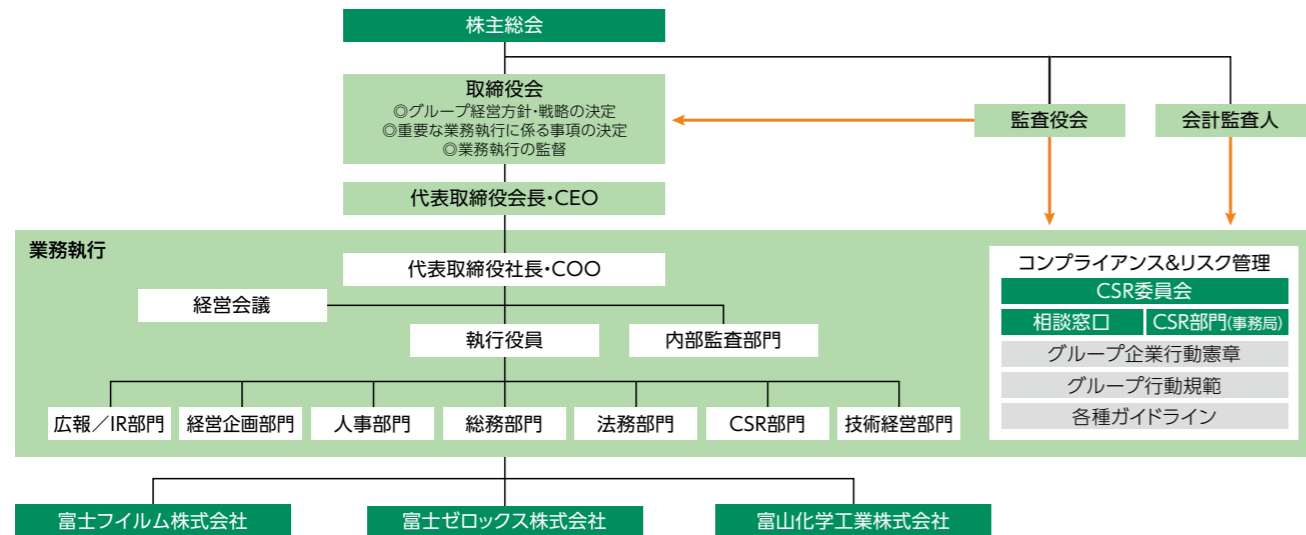 株主総会
取締役会
◎グループ経営方針・戦略の決定
◎重要な業務執行に係る事項の決定
◎業務執行の監督
監査役会
会計監査人
代表取締役会長・CEO
業務執行
代表取締役社長・COO
経営会議
執行役員
内部監査部門
広報／IR部門
経営企画部門
人事部門
総務部門
法務部門
CSR部門
技術経営部門
コンプライアンス&リスク管理
CSR委員会
相談窓口
CSR部門(事務局)
グループ企業行動憲章
グループ行動規範
各種ガイドライン
富士フイルム株式会社
富士ゼロックス株式会社
富山化学工業株式会社